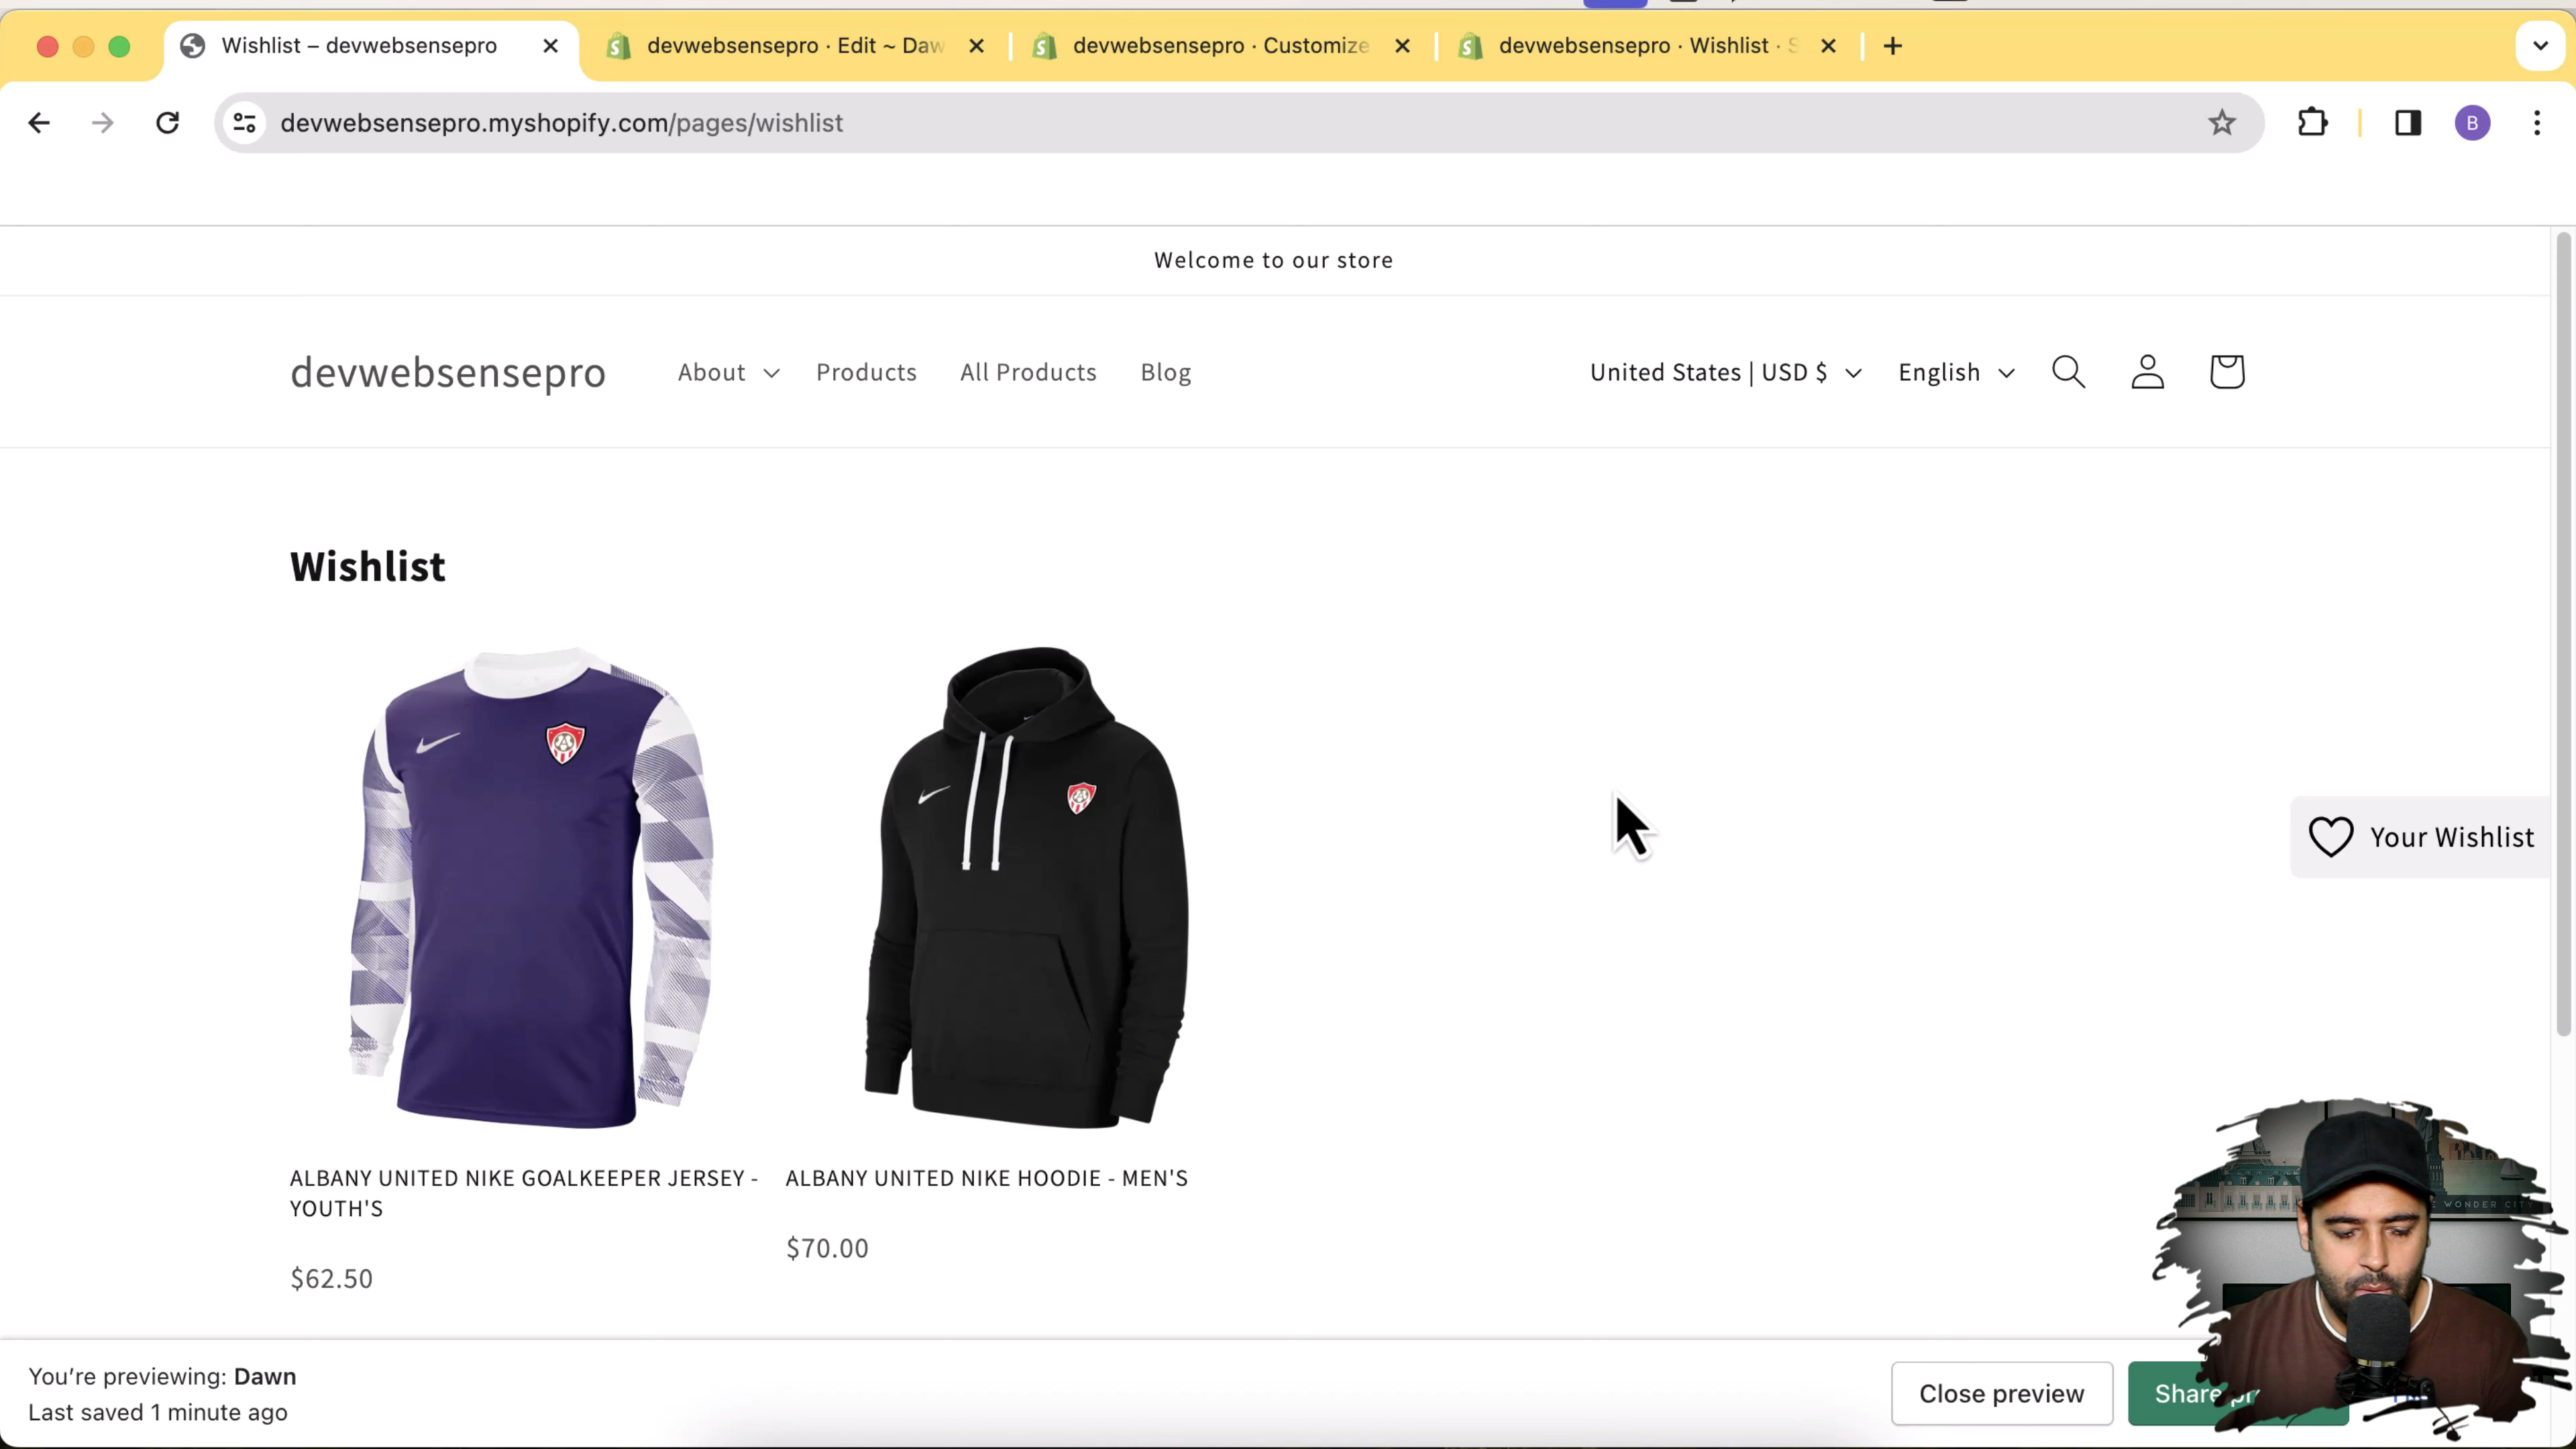 Wishlist – devwebsensepro
devwebsensepro · Edit ~ Daw
devwebsensepro · Customize
devwebsensepro · Wishlist · S
devwebsensepro.myshopify.com/pages/wishlist
B
Welcome to our store
devwebsensepro
About
Products
All Products
Blog
United States | USD $
English
Wishlist
Your Wishlist
ALBANY UNITED NIKE GOALKEEPER JERSEY -
YOUTH'S
$62.50
ALBANY UNITED NIKE HOODIE - MEN'S
$70.00
WONDER CITY
You're previewing: Dawn
Last saved 1 minute ago
Close preview
Share pr